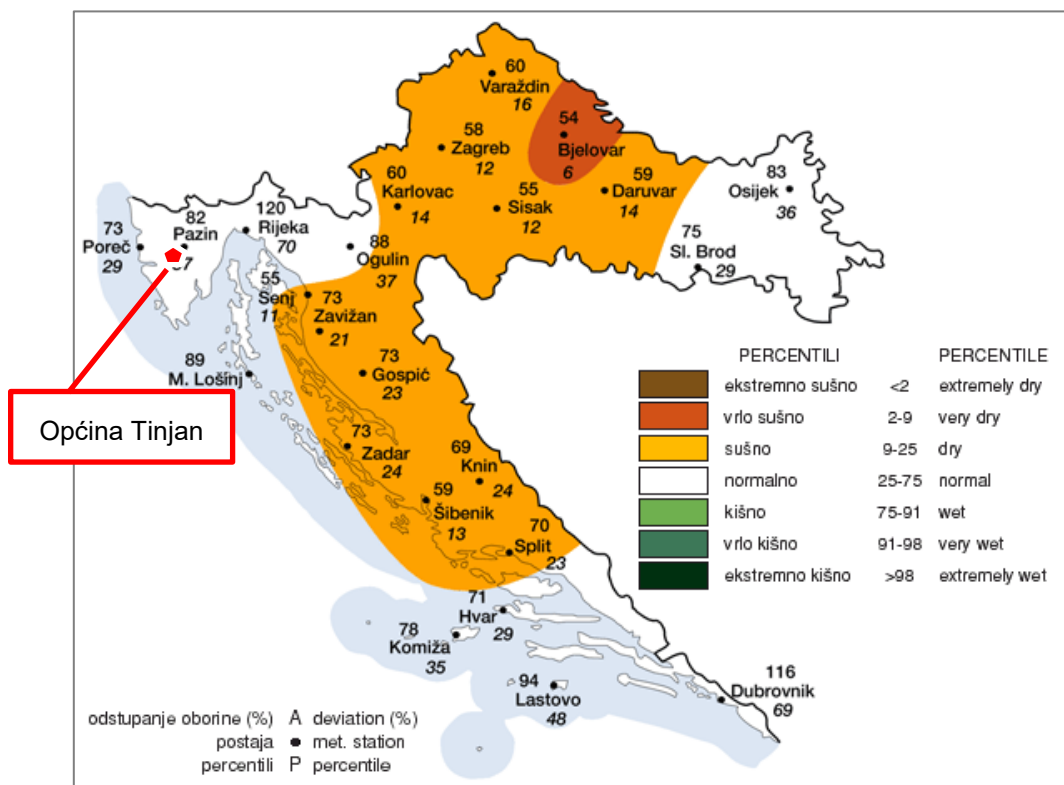 60
Varaždin
16
54
Bjelovar
6
58
Zagreb
12
60
Karlovac
14
55
Sisak
12
59
Daruvar
14
83
Osijek
36
75
Sl. Brod
29
73
Poreč
29
82
Pazin
120
Rijeka
70
88
Ogulin
37
55
Senj
11
73
Zavižan
21
89
M. Lošinj
73
Gospić
23
73
Zadar
24
69
Knin
24
59
Šibenik
13
70
Split
23
71
Hvar
29
78
Komiža
35
94
Lastovo
48
116
Dubrovnik
69
Općina Tinjan
PERCENTILI PERCENTILE
ekstremno sušno <2 extremely dry
vrlo sušno 2-9 very dry
sušno 9-25 dry
normalno 25-75 normal
kišno 75-91 wet
vrlo kišno 91-98 very wet
ekstremno kišno >98 extremely wet
odstupanje oborine (%) A deviation (%)
postaja met. station
percentili P percentile